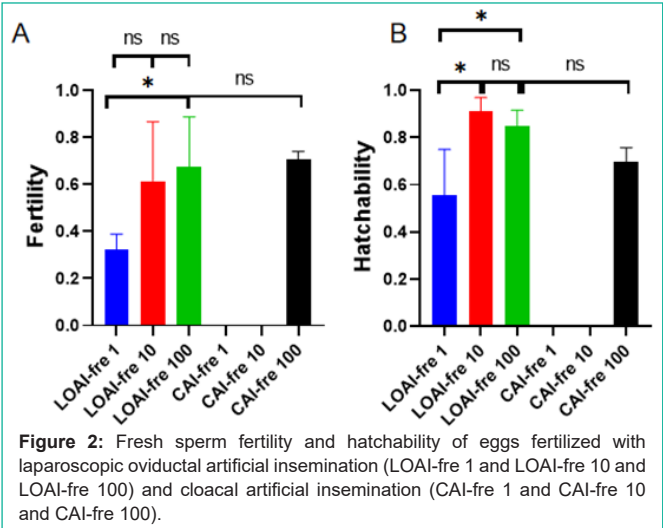 A
ns ns
* ns
Fertility
1.0
0.8
0.6
0.4
0.2
0.0
LOAI-fre 1
LOAI-fre 10
LOAI-fre 100
CAI-fre 1
CAI-fre 10
CAI-fre 100
B
*
* ns ns
Hatchability
1.0
0.8
0.6
0.4
0.2
0.0
LOAI-fre 1
LOAI-fre 10
LOAI-fre 100
CAI-fre 1
CAI-fre 10
CAI-fre 100
Figure 2: Fresh sperm fertility and hatchability of eggs fertilized with
laparoscopic oviductal artificial insemination (LOAI-fre 1 and LOAI-fre 10 and
LOAI-fre 100) and cloacal artificial insemination (CAI-fre 1 and CAI-fre 10
and CAI-fre 100).